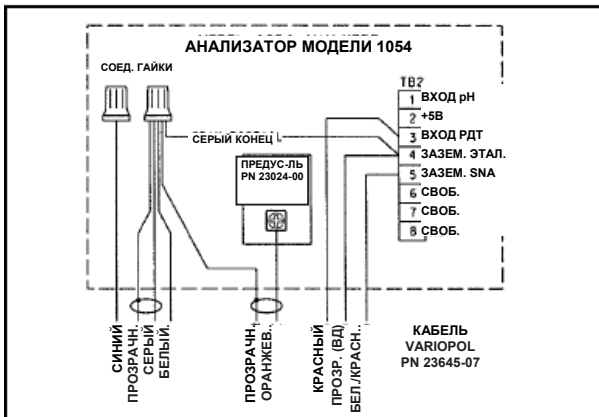 АНАЛИЗАТОР МОДЕЛИ 1054
СОЕД. ГАЙКИ
TB2
1 ВХОД pH
2 +5В
3 ВХОД РДТ
4 ЗАЗЕМ. ЭТАЛ.
5 ЗАЗЕМ. SNA
6 СВОБ.
7 СВОБ.
8 СВОБ.
СЕРЫЙ КОНЕЦ
ПРЕДУС-ЛЬ
PN 23024-00
СИНИЙ
ПРОЗРАЧН.
СЕРЫЙ
БЕЛЫЙ.
ПРОЗРАЧН.
ОРАНЖЕВ..
КРАСНЫЙ
ПРОЗР. (ВД)
БЕЛ./КРАСН..
КАБЕЛЬ
VARIOPOL
PN 23645-07